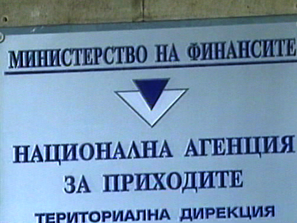 МИНИСТЕРСТВО НА ФИНАНСИТЕ
НАЦИОНАЛНА АГЕНЦИЯ
ЗА ПРИХОДИТЕ
ТЕРИТОРИАЛНА ДИРЕКЦИЯ